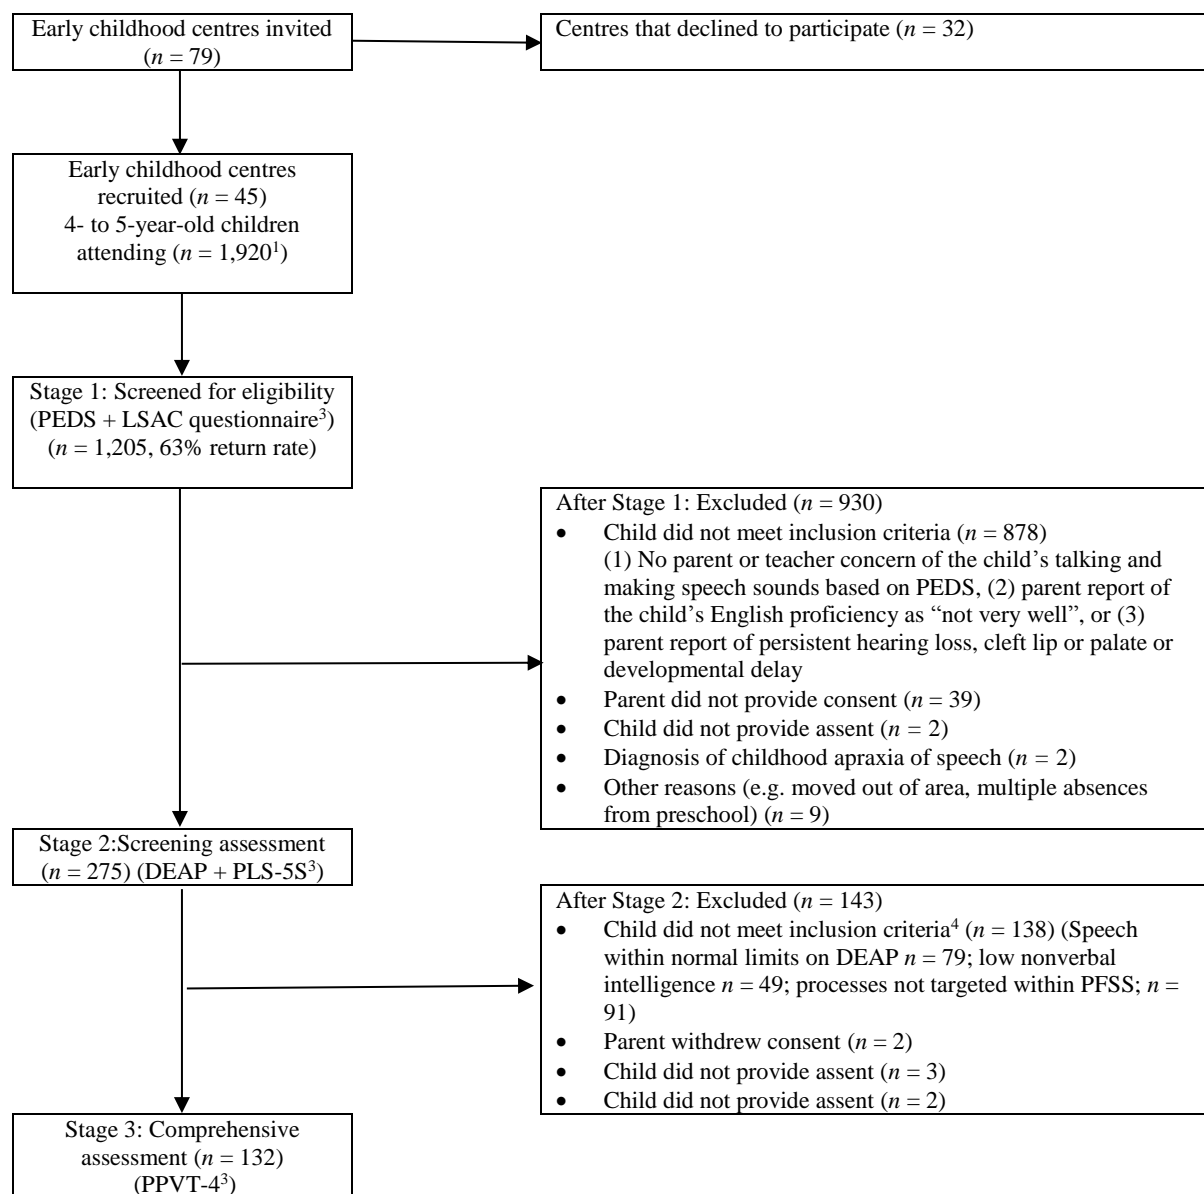 Early childhood centres invited
(n = 79)
Centres that declined to participate (n = 32)
Early childhood centres
recruited (n = 45)
4- to 5-year-old children
attending (n = 1,920¹)
Stage 1: Screened for eligibility
(PEDS + LSAC questionnaire³)
(n = 1,205, 63% return rate)
After Stage 1: Excluded (n = 930)
• Child did not meet inclusion criteria (n = 878)
(1) No parent or teacher concern of the child’s talking and
making speech sounds based on PEDS, (2) parent report of
the child’s English proficiency as “not very well”, or (3)
parent report of persistent hearing loss, cleft lip or palate or
developmental delay
• Parent did not provide consent (n = 39)
• Child did not provide assent (n = 2)
• Diagnosis of childhood apraxia of speech (n = 2)
• Other reasons (e.g. moved out of area, multiple absences
from preschool) (n = 9)
Stage 2:Screening assessment
(n = 275) (DEAP + PLS-5S³)
After Stage 2: Excluded (n = 143)
• Child did not meet inclusion criteria⁴ (n = 138) (Speech
within normal limits on DEAP n = 79; low nonverbal
intelligence n = 49; processes not targeted within PFSS; n =
91)
• Parent withdrew consent (n = 2)
• Child did not provide assent (n = 3)
• Child did not provide assent (n = 2)
Stage 3: Comprehensive
assessment (n = 132)
(PPVT-4³)